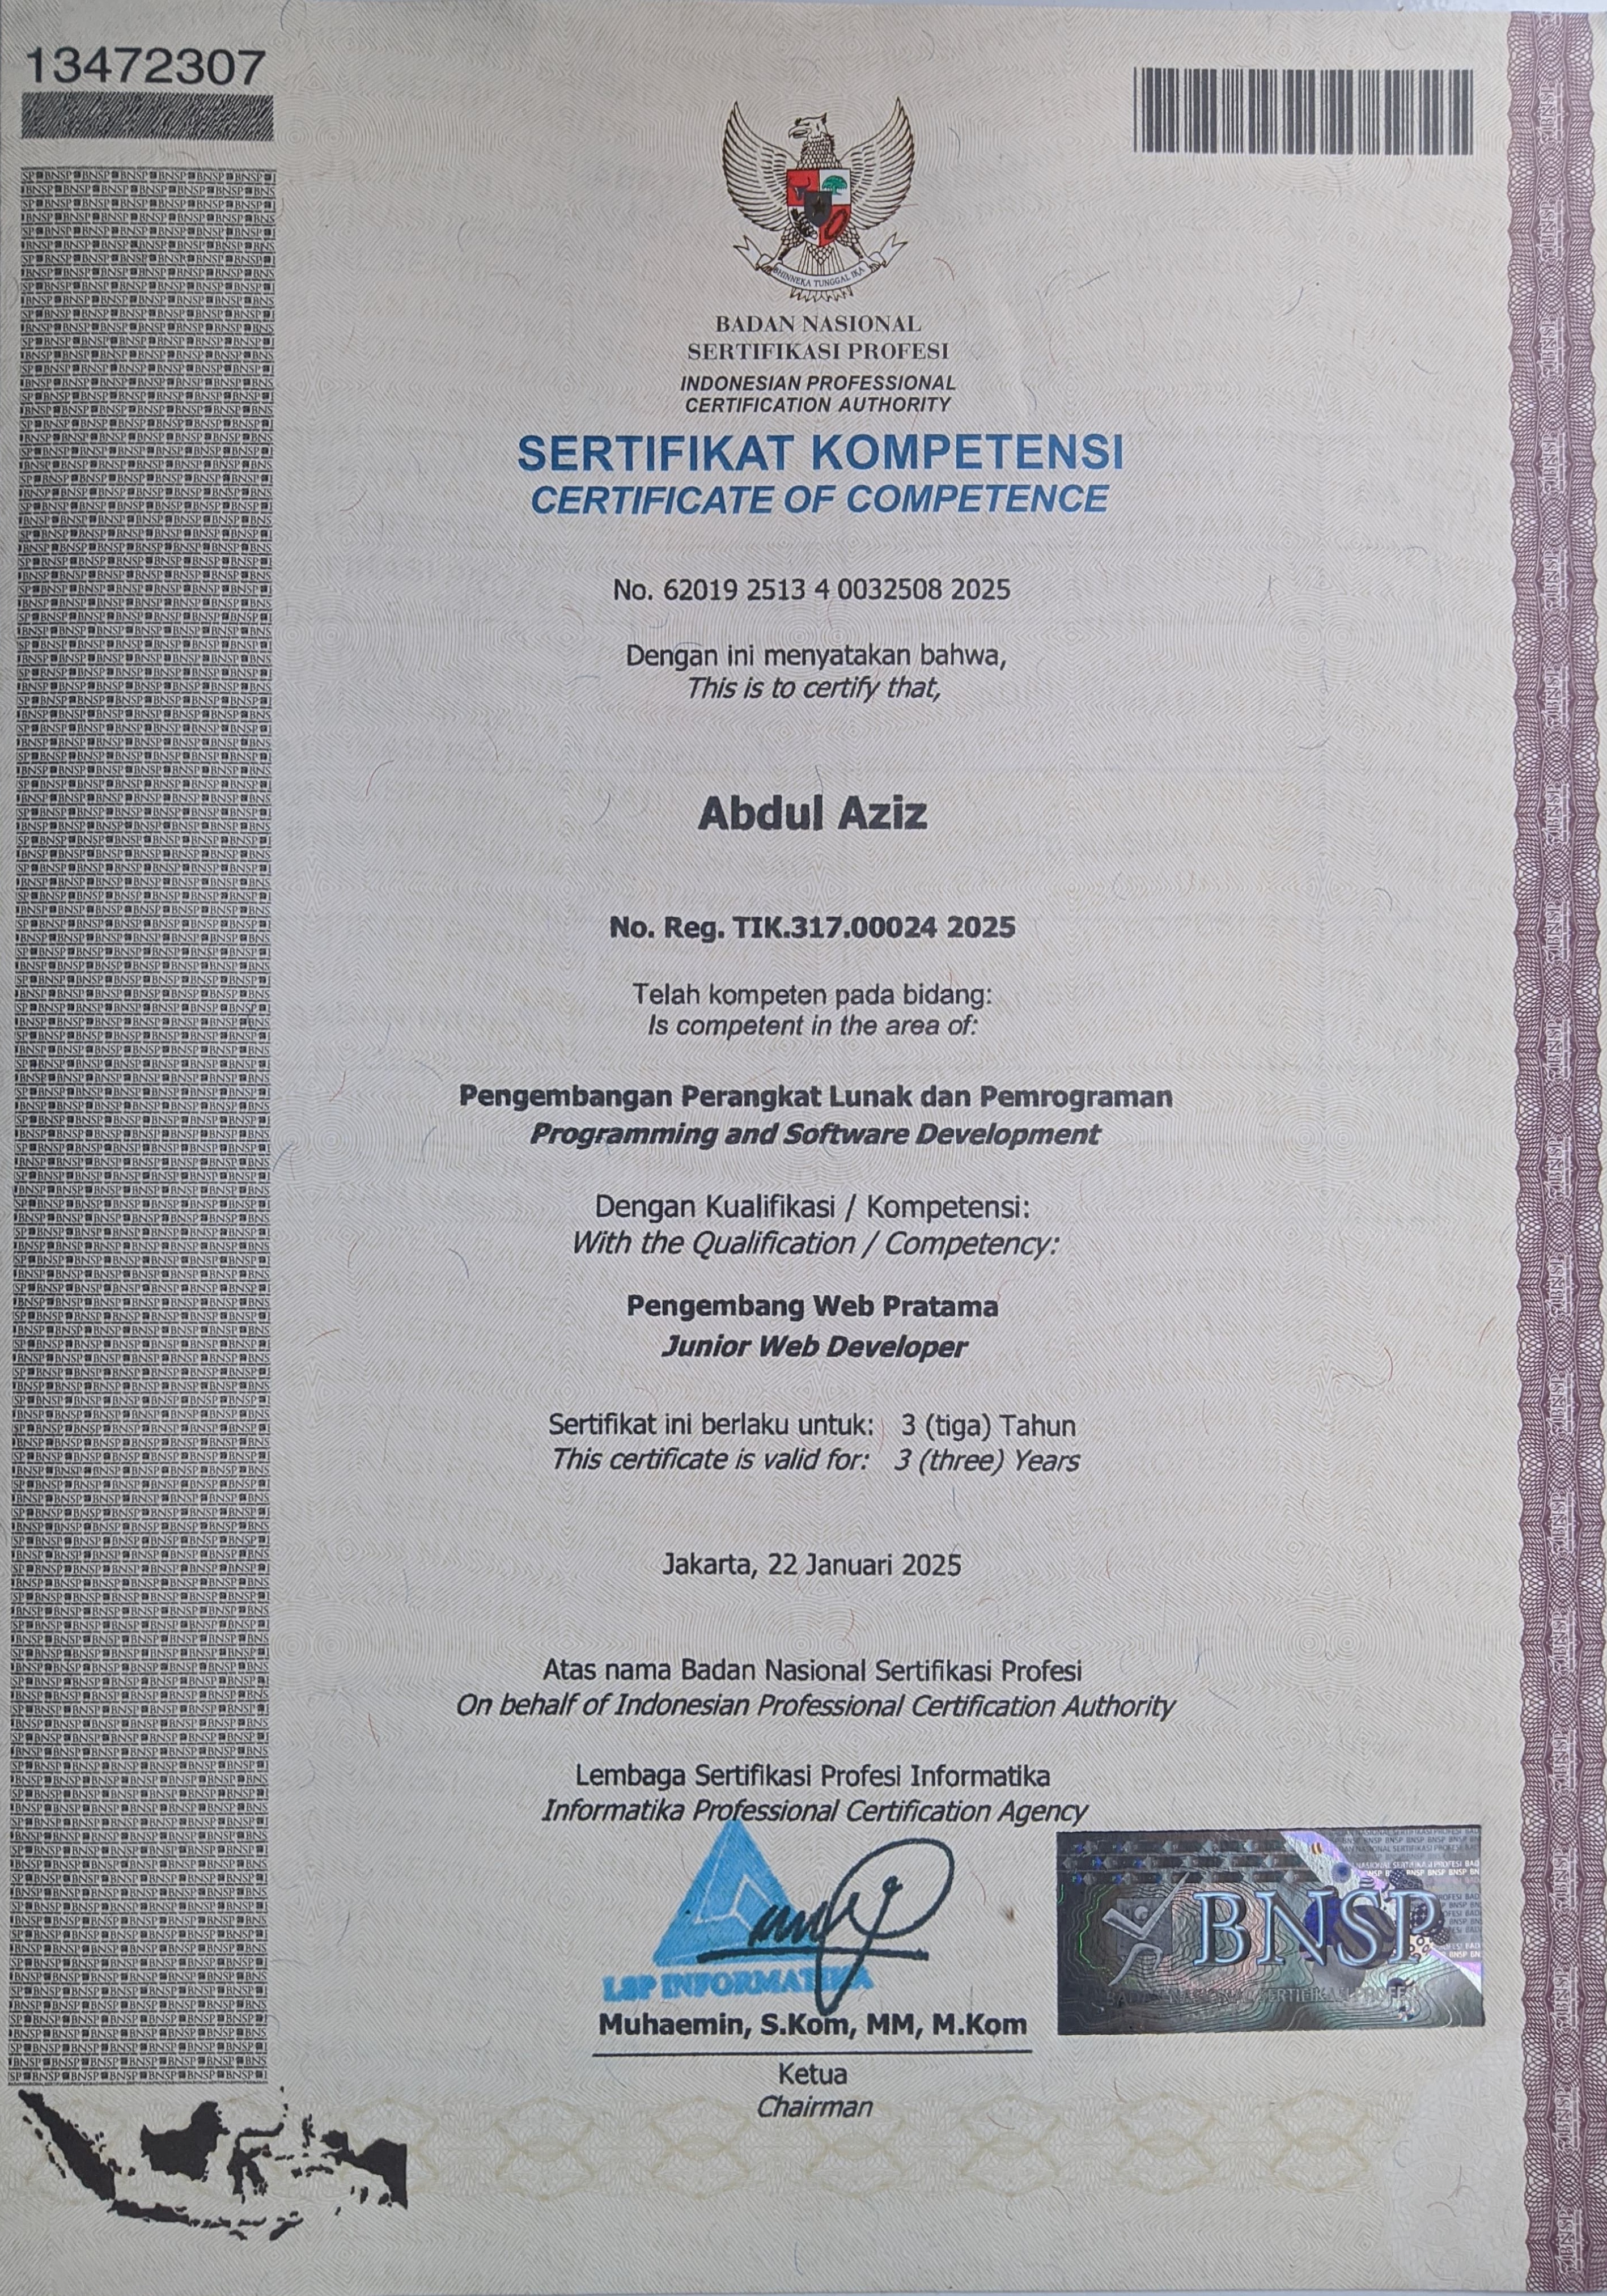 13472307
BHINNEKA TUNGGAL IKA
BADAN NASIONAL
SERTIFIKASI PROFESI
INDONESIAN PROFESSIONAL
CERTIFICATION AUTHORITY
SERTIFIKAT KOMPETENSI
CERTIFICATE OF COMPETENCE
No. 62019 2513 4 0032508 2025
Dengan ini menyatakan bahwa,
This is to certify that,
Abdul Aziz
No. Reg. TIK.317.00024 2025
Telah kompeten pada bidang:
Is competent in the area of:
Pengembangan Perangkat Lunak dan Pemrograman
Programming and Software Development
Dengan Kualifikasi / Kompetensi:
With the Qualification / Competency:
Pengembang Web Pratama
Junior Web Developer
Sertifikat ini berlaku untuk: 3 (tiga) Tahun
This certificate is valid for: 3 (three) Years
Jakarta, 22 Januari 2025
Atas nama Badan Nasional Sertifikasi Profesi
On behalf of Indonesian Professional Certification Authority
Lembaga Sertifikasi Profesi Informatika
Informatika Professional Certification Agency
LSP INFORMATIKA
BNSP
Muhaemin, S.Kom, MM, M.Kom
Ketua
Chairman